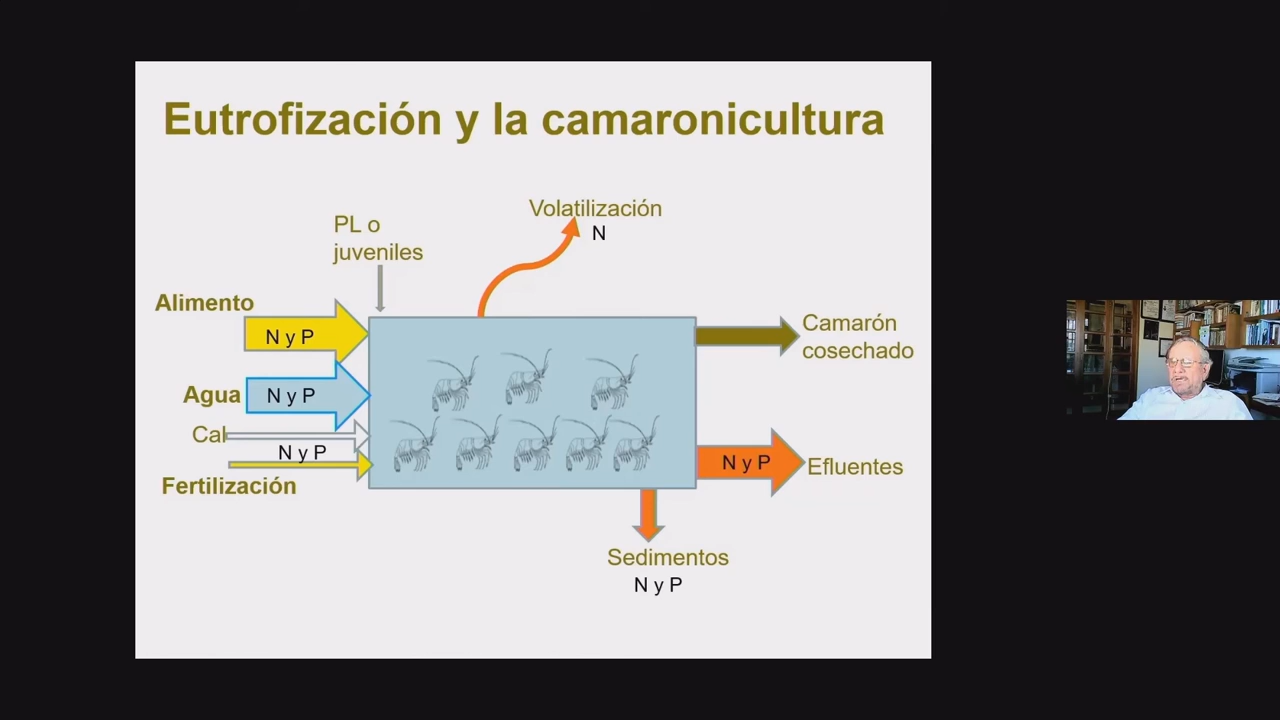 Eutrofización y la camaronicultura
Volatilización
N
PL o
juveniles
Alimento
N y P
Camarón
cosechado
Agua
N y P
Cal
N y P
Fertilización
N y P
Efluentes
Sedimentos
N y P